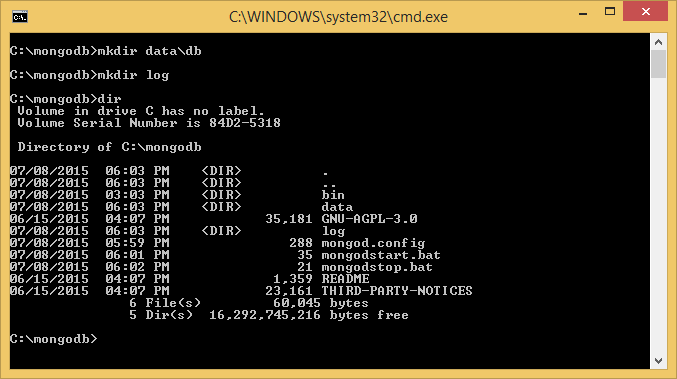 C:\WINDOWS\system32\cmd.exe
C:\mongodb>mkdir data\db
C:\mongodb>mkdir log
C:\mongodb>dir
Volume in drive C has no label.
Volume Serial Number is 84D2-5318
Directory of C:\mongodb
07/08/2015  06:03 PM    <DIR>          .
07/08/2015  06:03 PM    <DIR>          ..
07/08/2015  03:03 PM    <DIR>          bin
07/08/2015  06:03 PM    <DIR>          data
06/15/2015  04:07 PM            35,181 GNU-AGPL-3.0
07/08/2015  06:03 PM    <DIR>          log
07/08/2015  05:59 PM               288 mongod.config
07/08/2015  06:01 PM                35 mongodstart.bat
07/08/2015  06:02 PM                21 mongodstop.bat
06/15/2015  04:07 PM             1,359 README
06/15/2015  04:07 PM            23,161 THIRD-PARTY-NOTICES
6 File(s)         60,045 bytes
5 Dir(s)  16,292,745,216 bytes free
C:\mongodb>